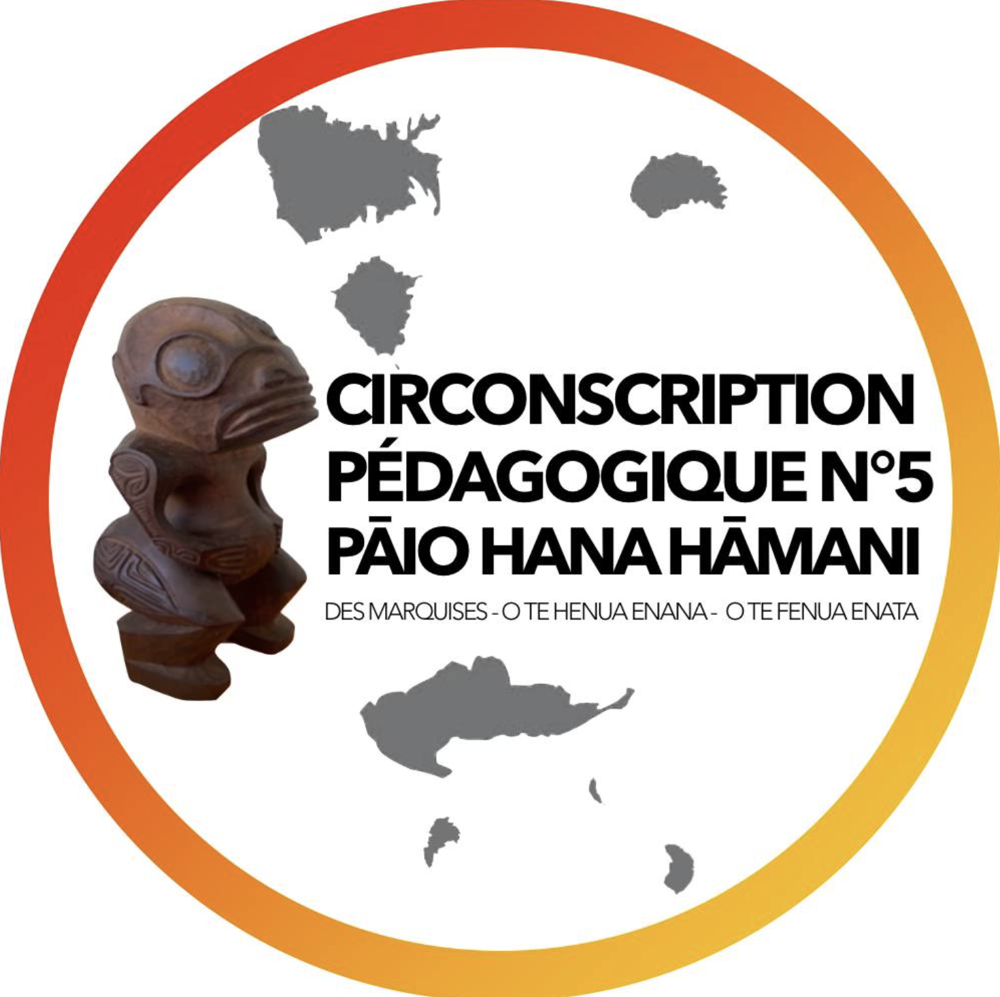 CIRCONSCRIPTION
PÉDAGOGIQUE N°5
PĀIO HANA HĀMANI
DES MARQUISES - O TE HENUA ENANA - O TE FENUA ENATA